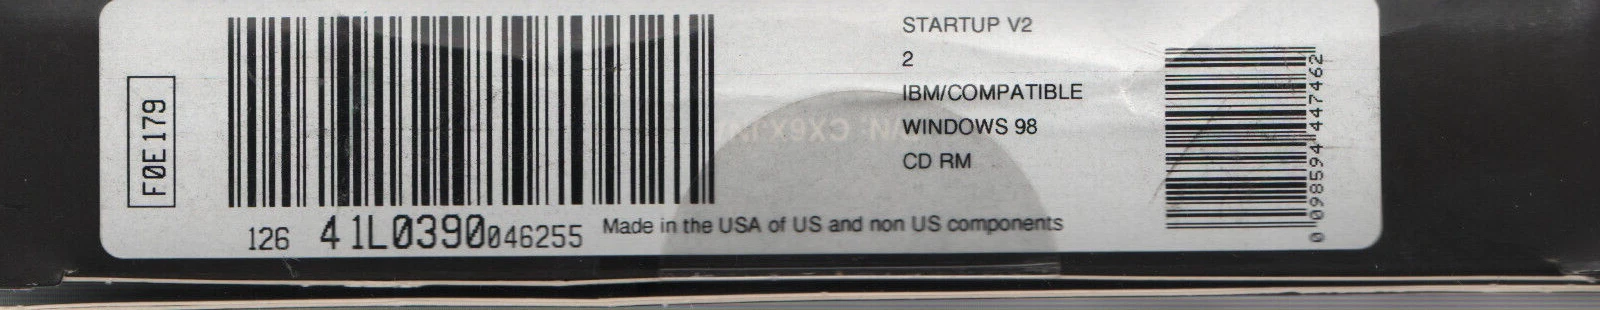 F0E179
126 41L0390046255
Made in the USA of US and non US components
STARTUP V2
2
IBM/COMPATIBLE
WINDOWS 98
CD RM
0 098594 447462